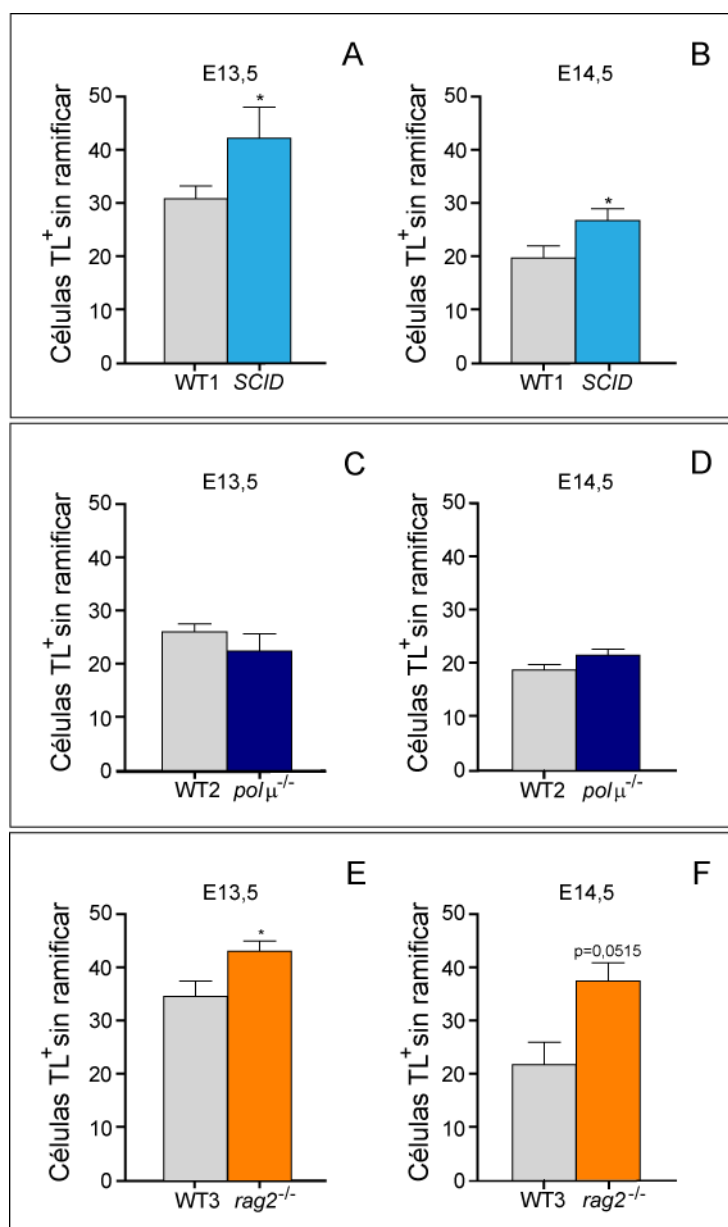 A
E13,5
Células TL⁺ sin ramificar
50
40
30
20
10
0
*
WT1 SCID
B
E14,5
Células TL⁺ sin ramificar
50
40
30
20
10
0
*
WT1 SCID
C
E13,5
Células TL⁺ sin ramificar
50
40
30
20
10
0
WT2 polμ⁻/⁻
D
E14,5
Células TL⁺ sin ramificar
50
40
30
20
10
0
WT2 polμ⁻/⁻
E
E13,5
Células TL⁺ sin ramificar
50
40
30
20
10
0
*
WT3 rag2⁻/⁻
F
E14,5
Células TL⁺ sin ramificar
50
40
30
20
10
0
p=0,0515
WT3 rag2⁻/⁻